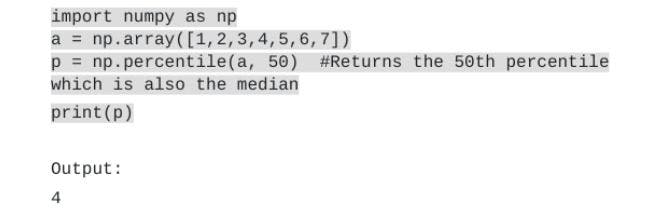 import numpy as np
a = np.array([1,2,3,4,5,6,7])
p = np.percentile(a, 50)  #Returns the 50th percentile
which is also the median
print(p)
Output:
4